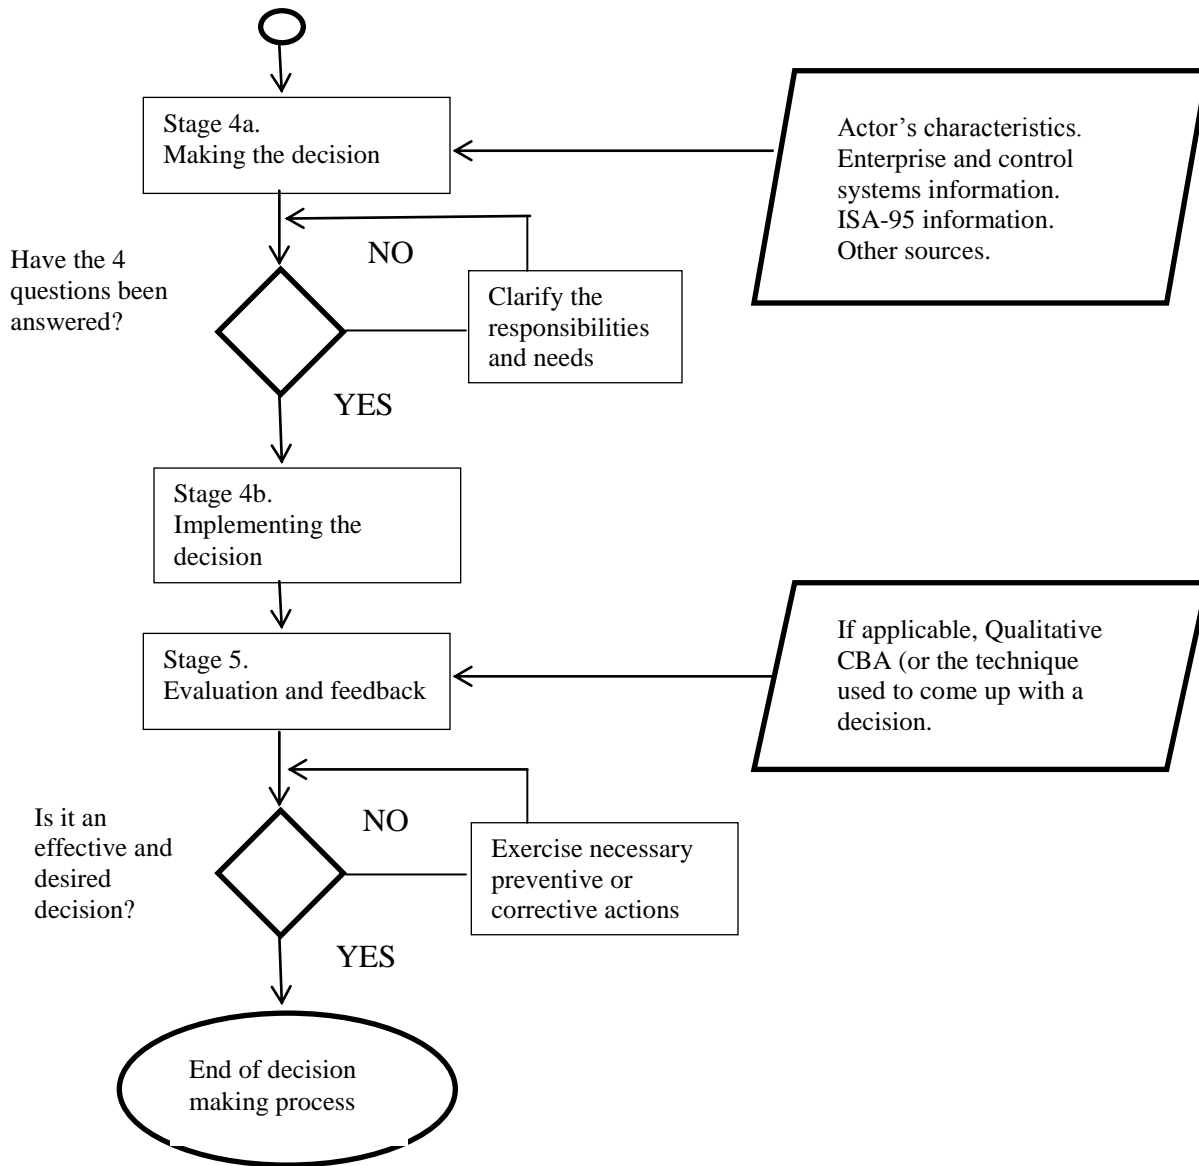 Stage 4a.
Making the decision
Actor’s characteristics.
Enterprise and control
systems information.
ISA-95 information.
Other sources.
Have the 4
questions been
answered?
NO
Clarify the
responsibilities
and needs
YES
Stage 4b.
Implementing the
decision
Stage 5.
Evaluation and feedback
If applicable, Qualitative
CBA (or the technique
used to come up with a
decision.
Is it an
effective and
desired
decision?
NO
Exercise necessary
preventive or
corrective actions
YES
End of decision
making process